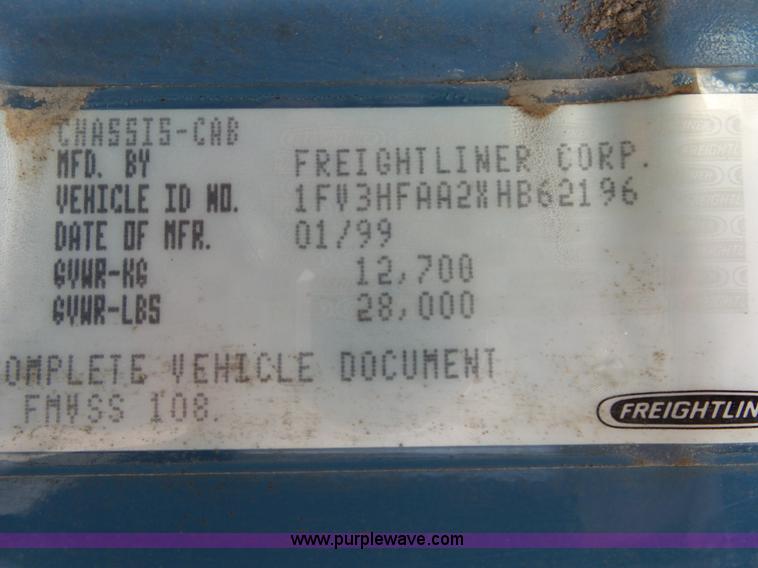 CHASSIS-CAB
MFD. BY FREIGHTLINER CORP.
VEHICLE ID NO. 1FV3HFAA2XHB62196
DATE OF MFR. 01/99
GVWR-KG 12,700
GVWR-LBS 28,000
OMPLETE VEHICLE DOCUMENT
FMVSS 108.
FREIGHTLIN
www.purplewave.com